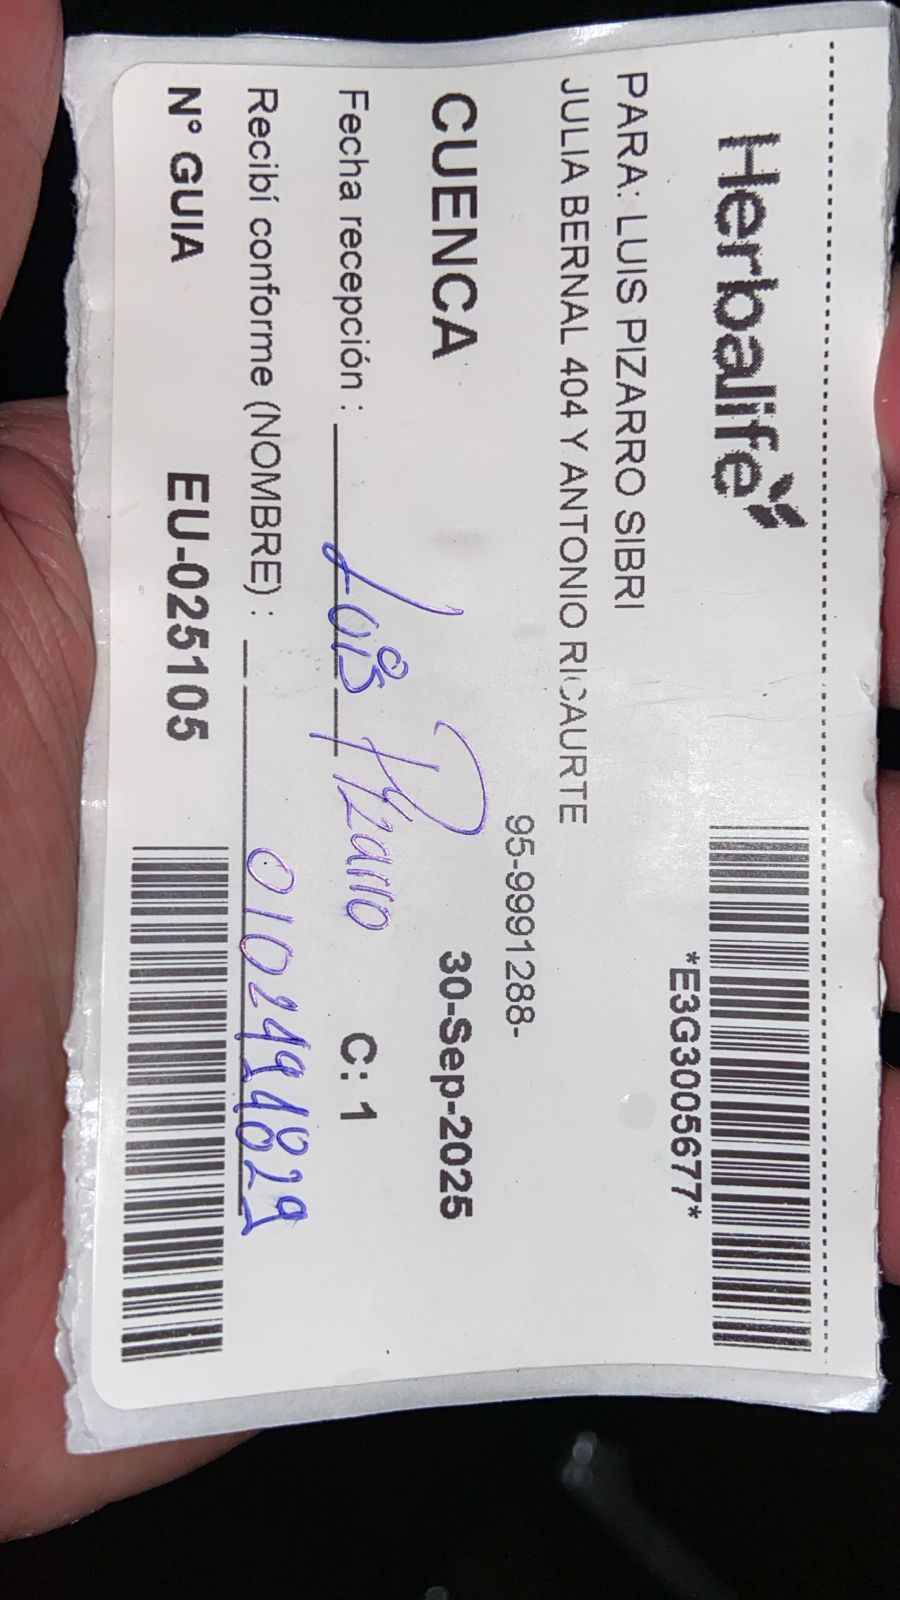 Herbalife
*E3G3005677*
PARA: LUIS PIZARRO SIBRI
JULIA BERNAL 404 Y ANTONIO RICAURTE
95-9991288-
CUENCA 30-Sep-2025
Fecha recepción : Luis Pizarro C: 1
Recibí conforme (NOMBRE) : 0102494829
N° GUIA EU-025105